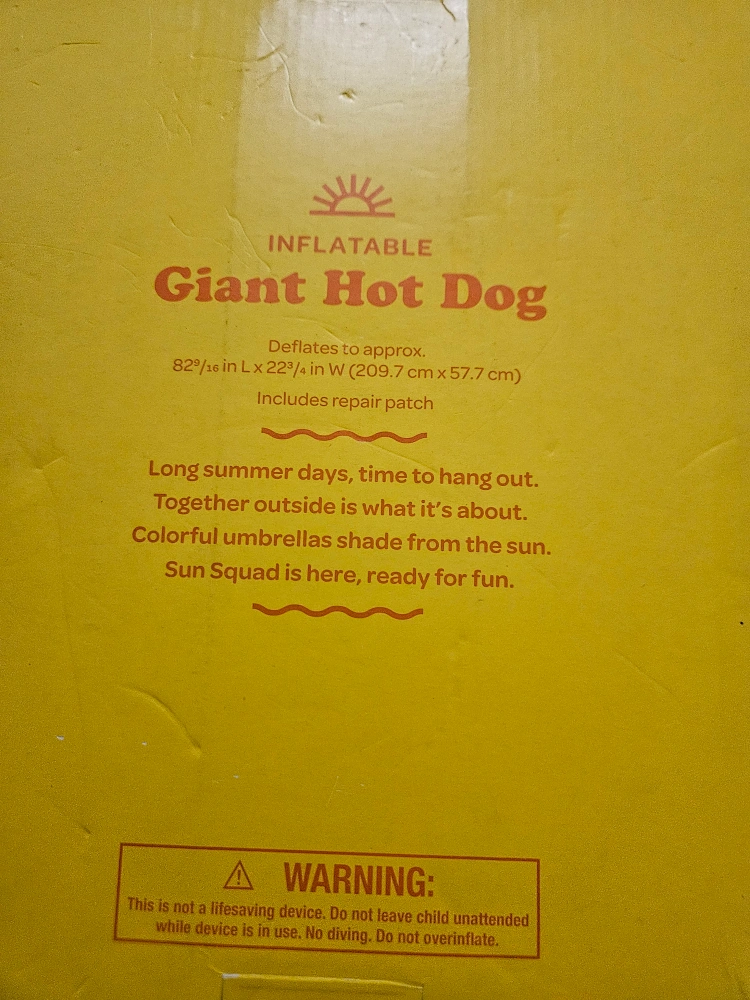 INFLATABLE
Giant Hot Dog
Deflates to approx.
82⁹/₁₆ in L x 22³/₄ in W (209.7 cm x 57.7 cm)
Includes repair patch
Long summer days, time to hang out.
Together outside is what it's about.
Colorful umbrellas shade from the sun.
Sun Squad is here, ready for fun.
⚠ WARNING:
This is not a lifesaving device. Do not leave child unattended
while device is in use. No diving. Do not overinflate.